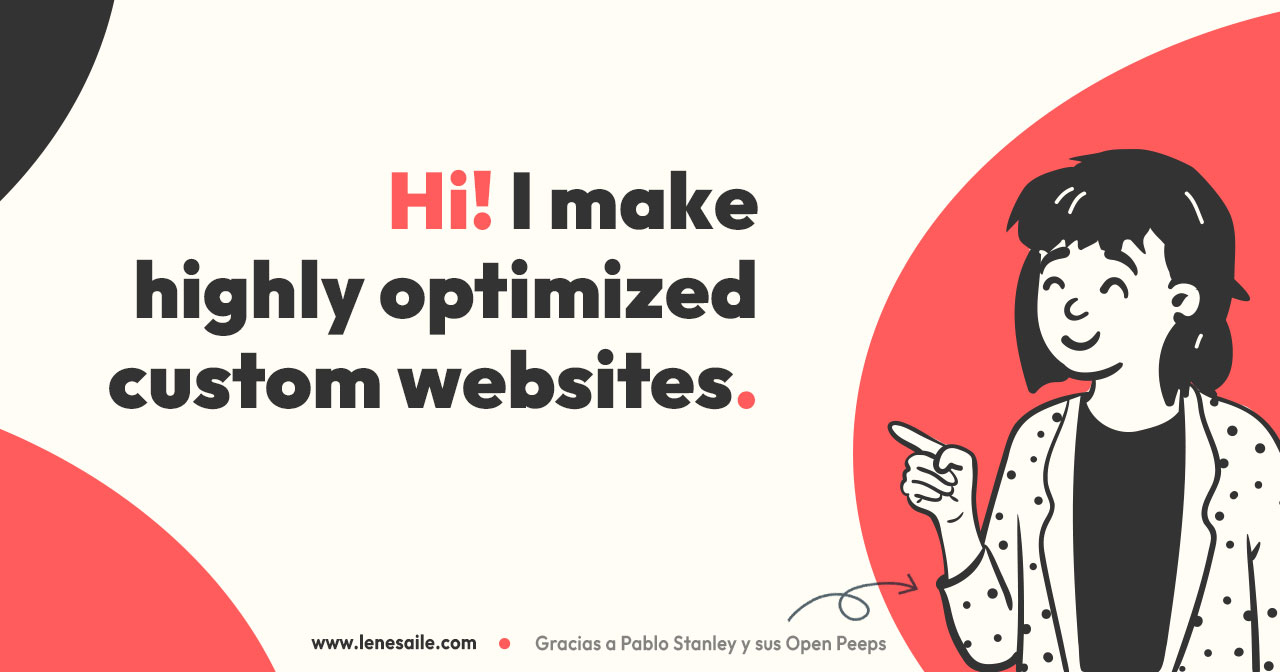 Hi! I make
highly optimized
custom websites.
www.lenesaile.com • Gracias a Pablo Stanley y sus Open Peeps